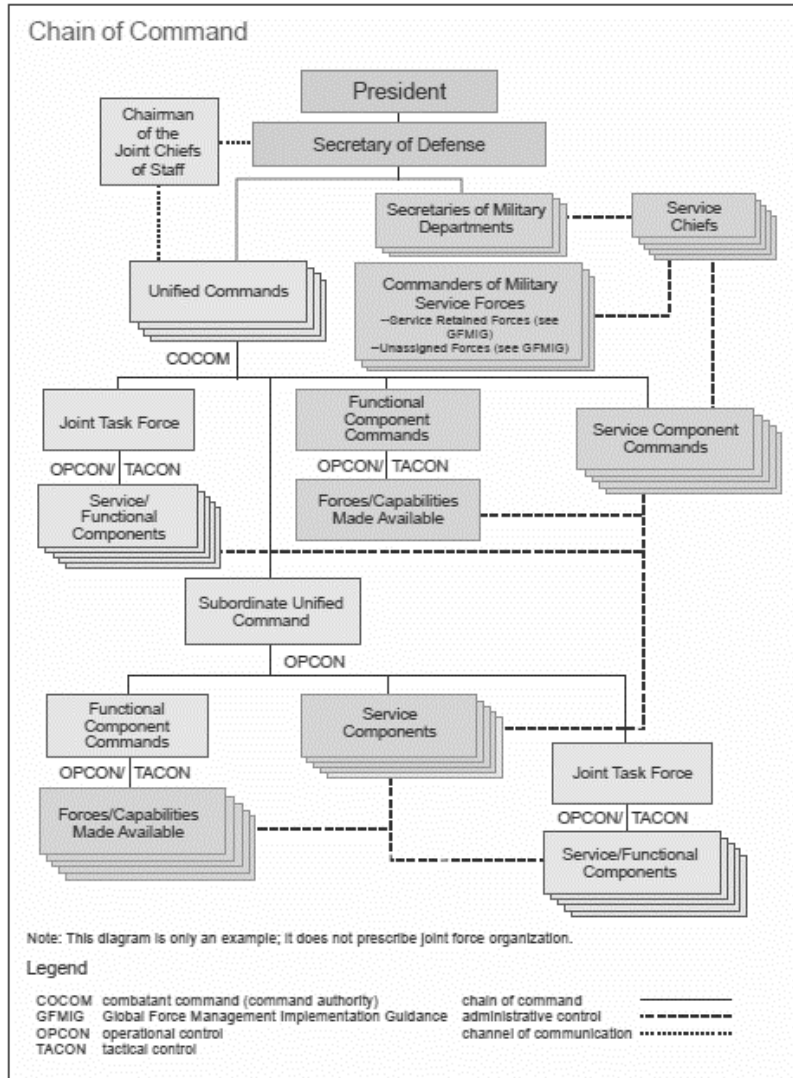 Chain of Command
President
Chairman
of the
Joint Chiefs
of Staff
Secretary of Defense
Secretaries of Military
Departments
Service
Chiefs
Unified Commands
Commanders of Military
Service Forces
–Service Retained Forces (see
GFMIG)
–Unassigned Forces (see GFMIG)
COCOM
Joint Task Force
Functional
Component
Commands
Service Component
Commands
OPCON/ TACON
OPCON/ TACON
Service/
Functional
Components
Forces/Capabilities
Made Available
Subordinate Unified
Command
OPCON
Functional
Component
Commands
Service
Components
Joint Task Force
OPCON/ TACON
OPCON/ TACON
Forces/Capabilities
Made Available
Service/Functional
Components
Note: This diagram is only an example; it does not prescribe joint force organization.
Legend
COCOM combatant command (command authority)
GFMIG Global Force Management Implementation Guidance
OPCON operational control
TACON tactical control
chain of command
administrative control
channel of communication